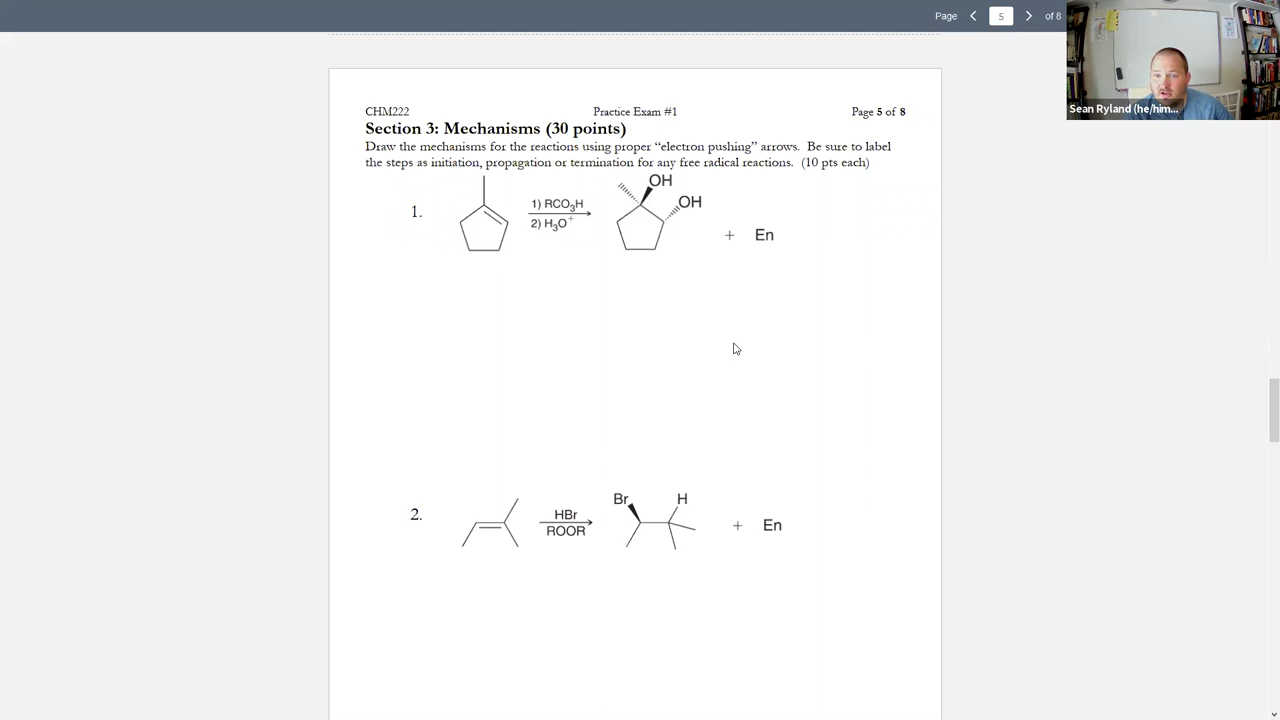 Page 5 of 8
Sean Ryland (he/him...
CHM222 Practice Exam #1 Page 5 of 8
Section 3: Mechanisms (30 points)
Draw the mechanisms for the reactions using proper “electron pushing” arrows. Be sure to label
the steps as initiation, propagation or termination for any free radical reactions. (10 pts each)
1. 1) RCO₃H
2) H₃O⁺
OH
OH
+ En
2. HBr
ROOR
Br H
+ En